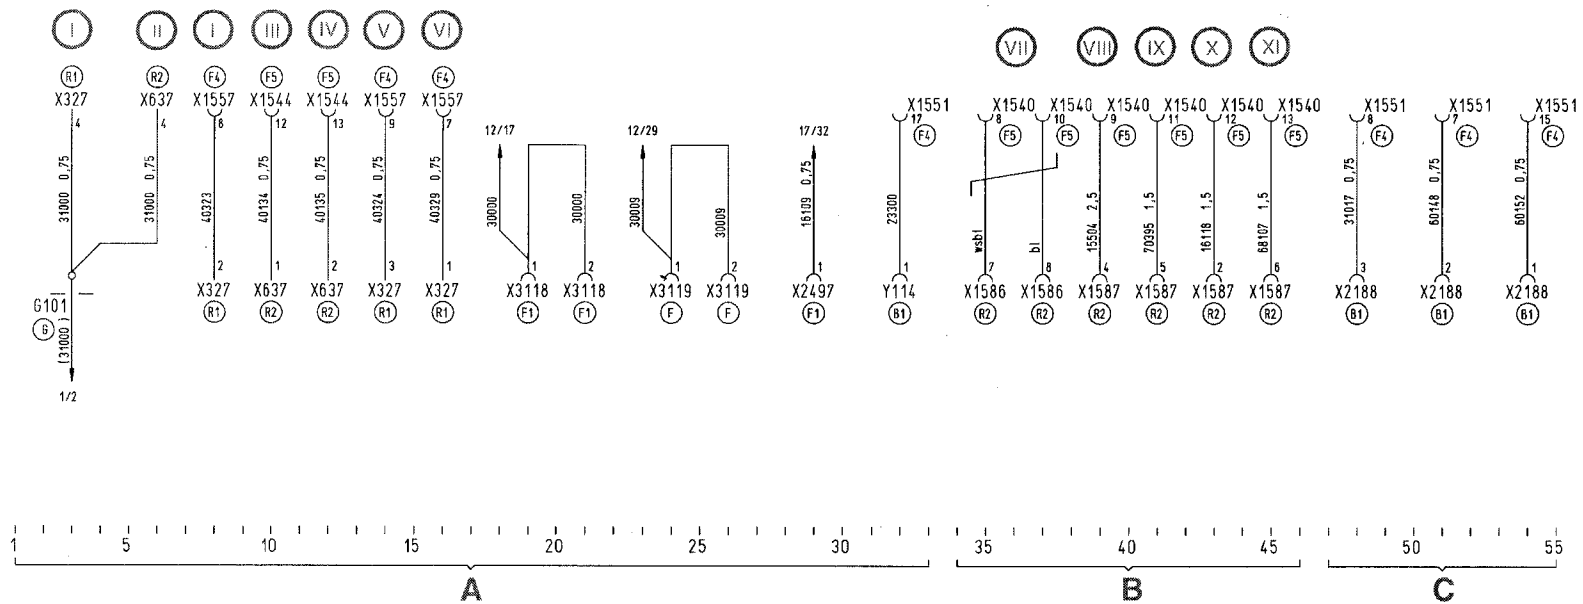 I II I III IV V VI VII VIII IX X XI
R1 R2 F4 F5 F5 F4 F4
X327 X637 X1557 X1544 X1544 X1557 X1557 X1551 X1540 X1540 X1540 X1540 X1540 X1540 X1551 X1551 X1551
4 4 8 12 13 9 7 17 8 10 9 11 12 13 8 7 15
F4 F5 F5 F5 F5 F5 F5 F4 F4 F4
12/17 12/29 17/32
31000 0,75
31000 0,75
40323
40134 0,75
40135 0,75
40324 0,75
40329 0,75
30000
30000
30009
30009
16109 0,75
23300
wsbl
bl
15504 2,5
70395 1,5
16118 1,5
68107 1,5
31017 0,75
60148 0,75
60152 0,75
2 1 2 3 1 1 2 1 2 1 1 7 8 4 5 2 6 3 2 1
X327 X637 X637 X327 X327 X3118 X3118 X3119 X3119 X2497 Y114 X1586 X1586 X1587 X1587 X1587 X1587 X2188 X2188 X2188
R1 R2 R2 R1 R1 F1 F1 F F F1 B1 R2 R2 R2 R2 R2 R2 B1 B1 B1
G101
G
(31000 )
1/2
1 5 10 15 20 25 30 35 40 45 50 55
A B C